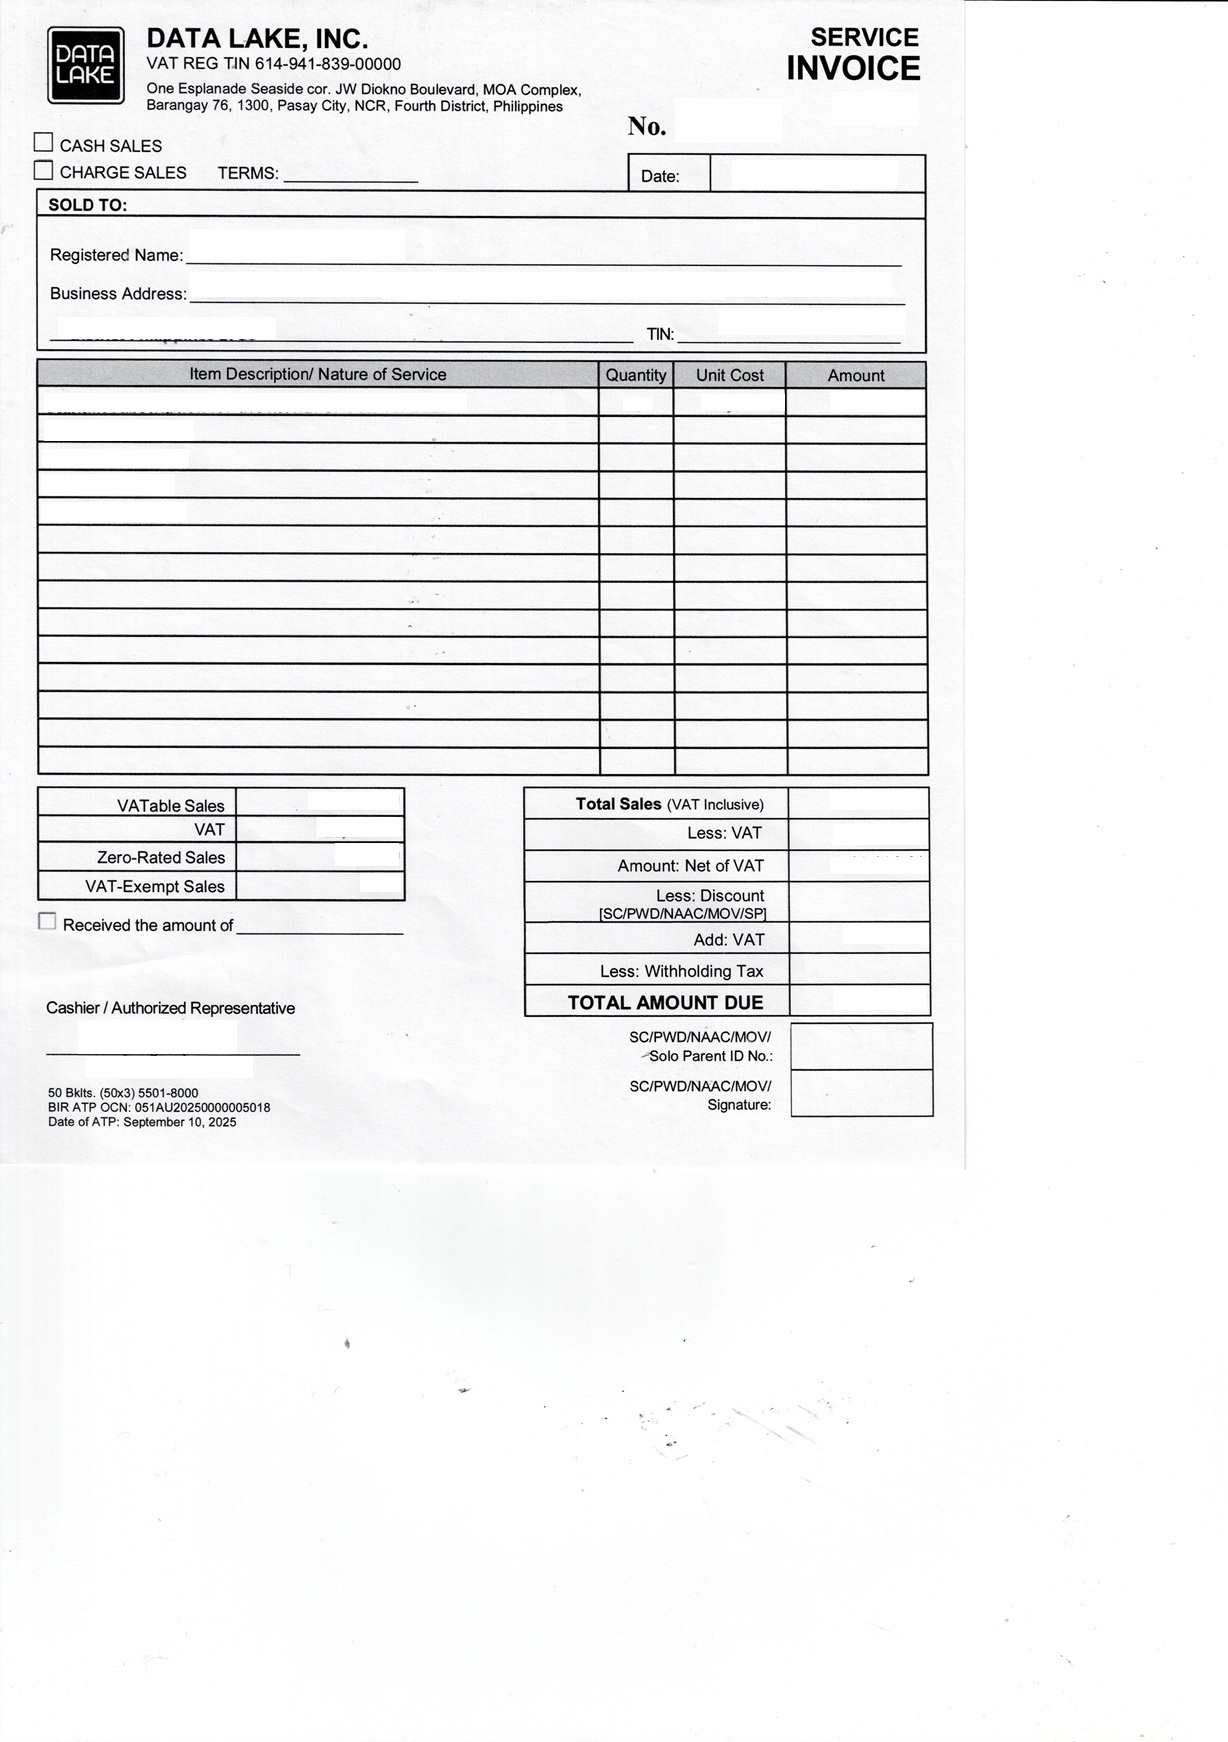 DATA LAKE
DATA LAKE, INC.
VAT REG TIN 614-941-839-00000
One Esplanade Seaside cor. JW Diokno Boulevard, MOA Complex,
Barangay 76, 1300, Pasay City, NCR, Fourth District, Philippines
SERVICE
INVOICE
No.
CASH SALES
CHARGE SALES TERMS:
Date:
SOLD TO:
Registered Name:
Business Address:
TIN:
Item Description/ Nature of Service Quantity Unit Cost Amount
VATable Sales
VAT
Zero-Rated Sales
VAT-Exempt Sales
Received the amount of
Cashier / Authorized Representative
Total Sales (VAT Inclusive)
Less: VAT
Amount: Net of VAT
Less: Discount
[SC/PWD/NAAC/MOV/SP]
Add: VAT
Less: Withholding Tax
TOTAL AMOUNT DUE
SC/PWD/NAAC/MOV/
Solo Parent ID No.:
SC/PWD/NAAC/MOV/
Signature:
50 Bklts. (50x3) 5501-8000
BIR ATP OCN: 051AU20250000005018
Date of ATP: September 10, 2025